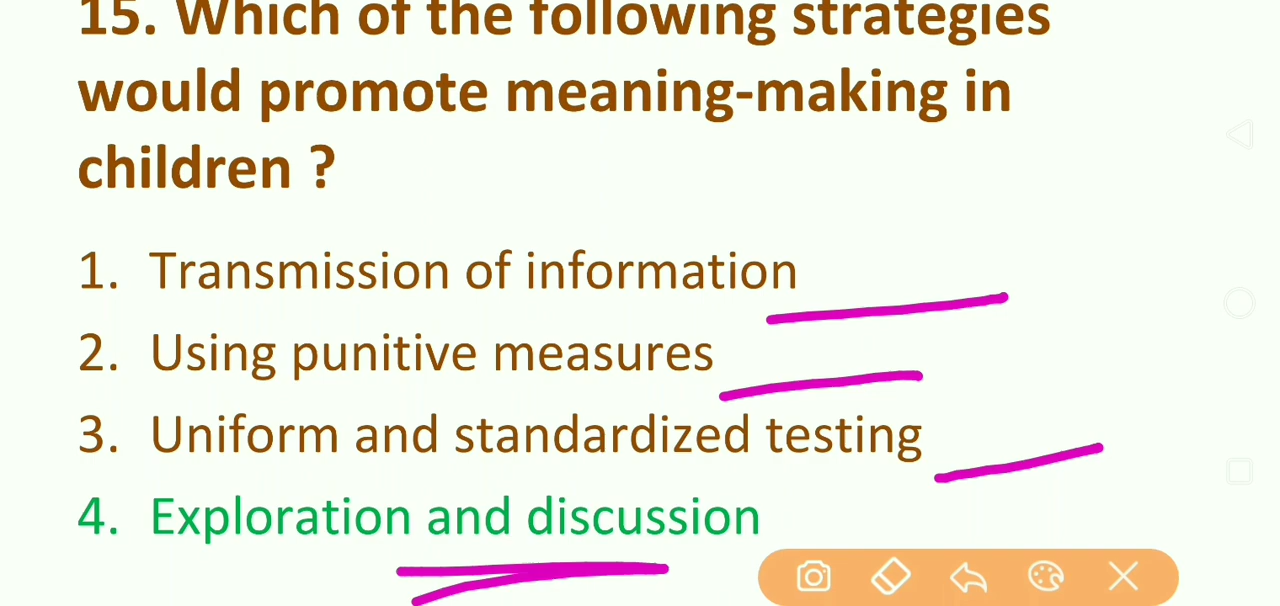 15. Which of the following strategies
would promote meaning-making in
children ?
1. Transmission of information
2. Using punitive measures
3. Uniform and standardized testing
4. Exploration and discussion